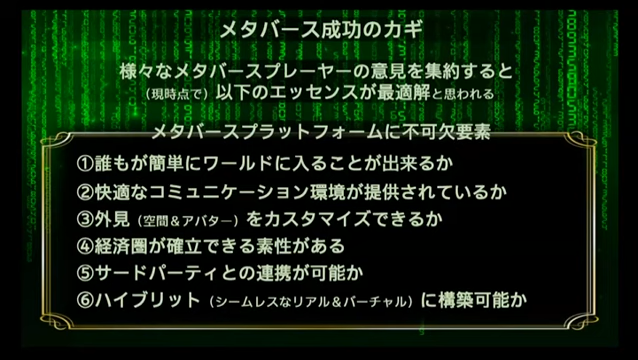 メタバース成功のカギ
様々なメタバースプレーヤーの意見を集約すると
（現時点で）以下のエッセンスが最適解と思われる
メタバースプラットフォームに不可欠要素
①誰もが簡単にワールドに入ることが出来るか
②快適なコミュニケーション環境が提供されているか
③外見（空間＆アバター）をカスタマイズできるか
④経済圏が確立できる素性がある
⑤サードパーティとの連携が可能か
⑥ハイブリット（シームレスなリアル＆バーチャル）に構築可能か